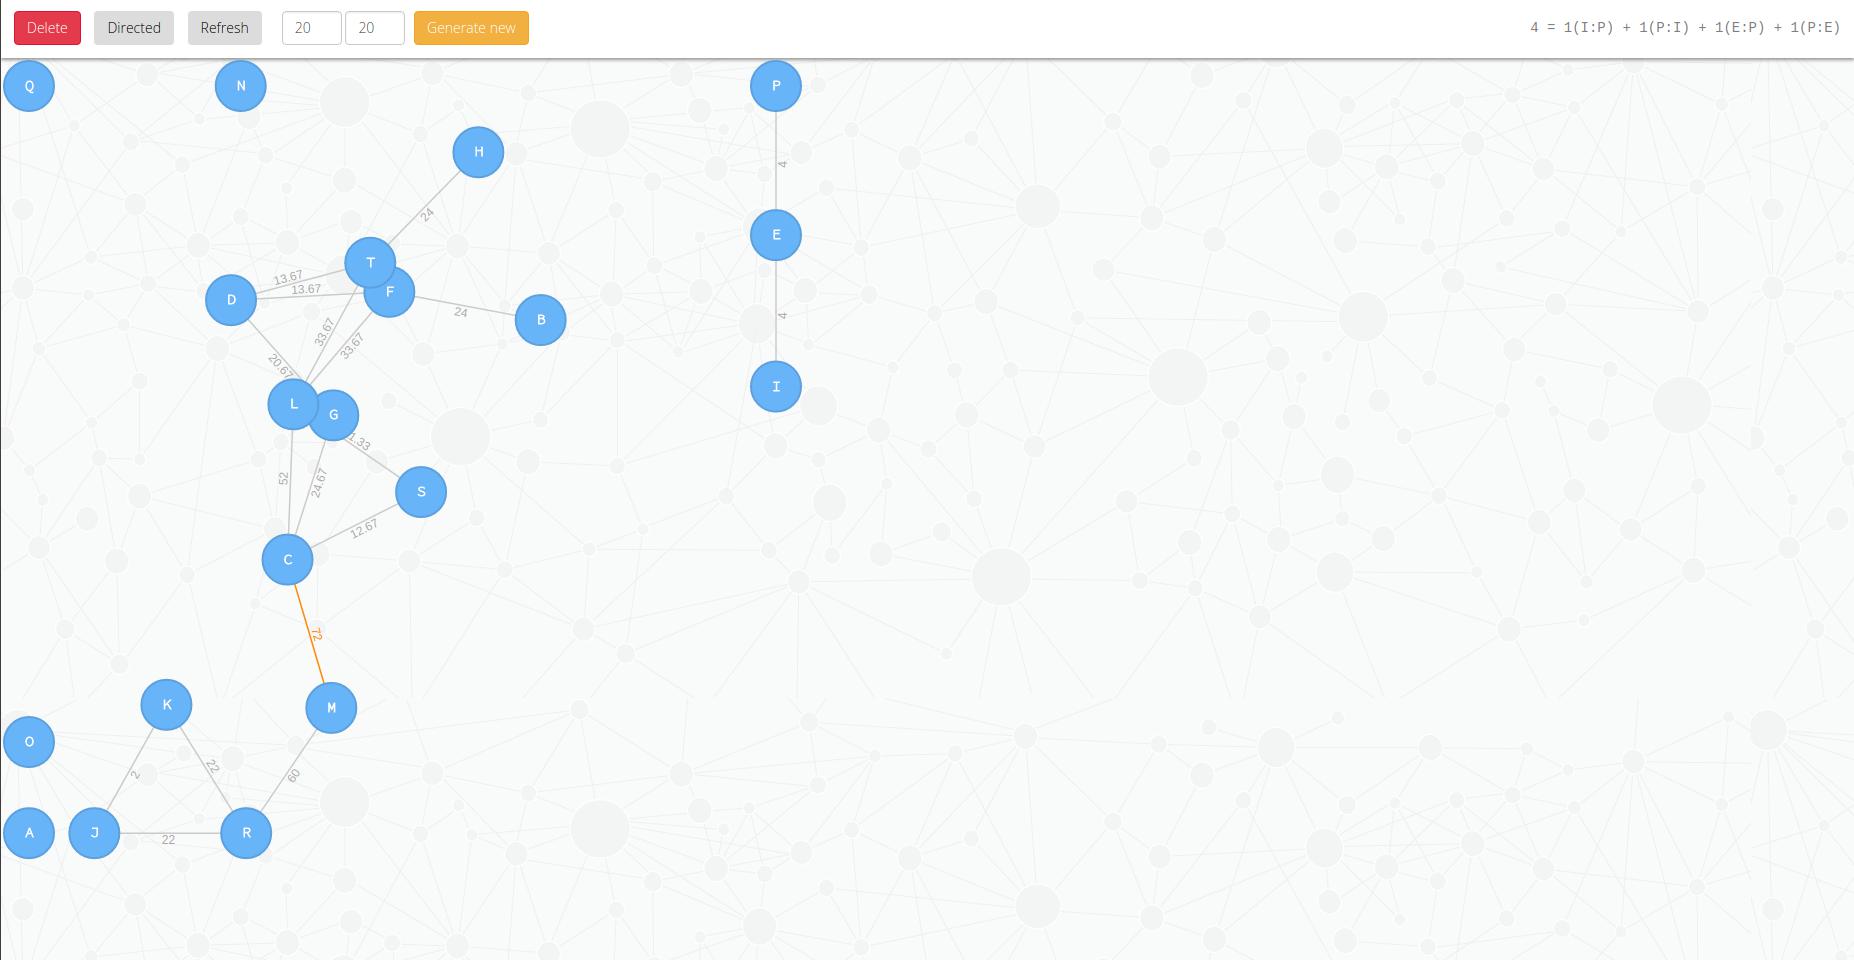 Delete Directed Refresh 20 20 Generate new 4 = 1(I:P) + 1(P:I) + 1(E:P) + 1(P:E)
Q N P
H
4
24
E
T
13.67
13.67
D F
24
B
4
33.67
33.67
20.67
I
L G
1.33
52
24.67
S
12.67
C
72
K M
O
2
22
60
A J R
22